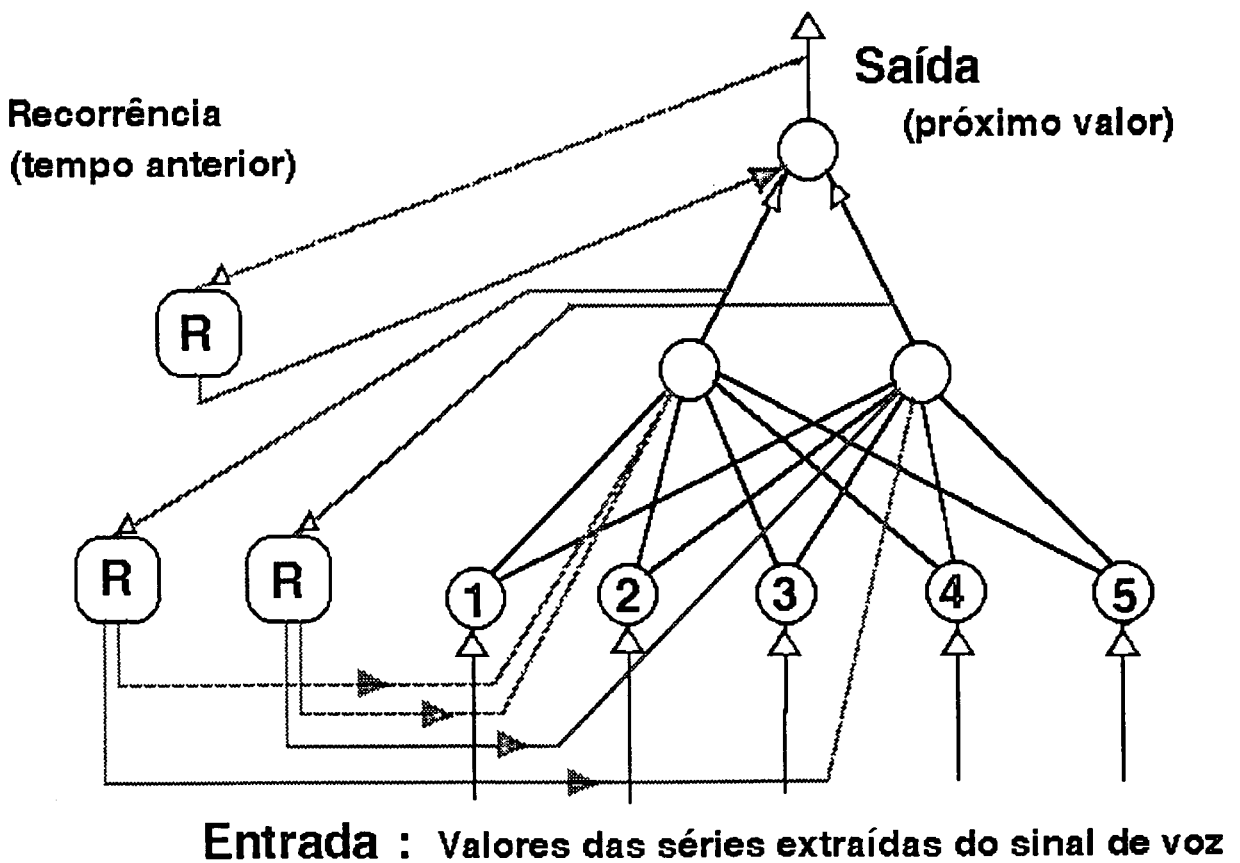 Saída
(próximo valor)
Recorrência
(tempo anterior)
R
R
R
1
2
3
4
5
Entrada : Valores das séries extraídas do sinal de voz